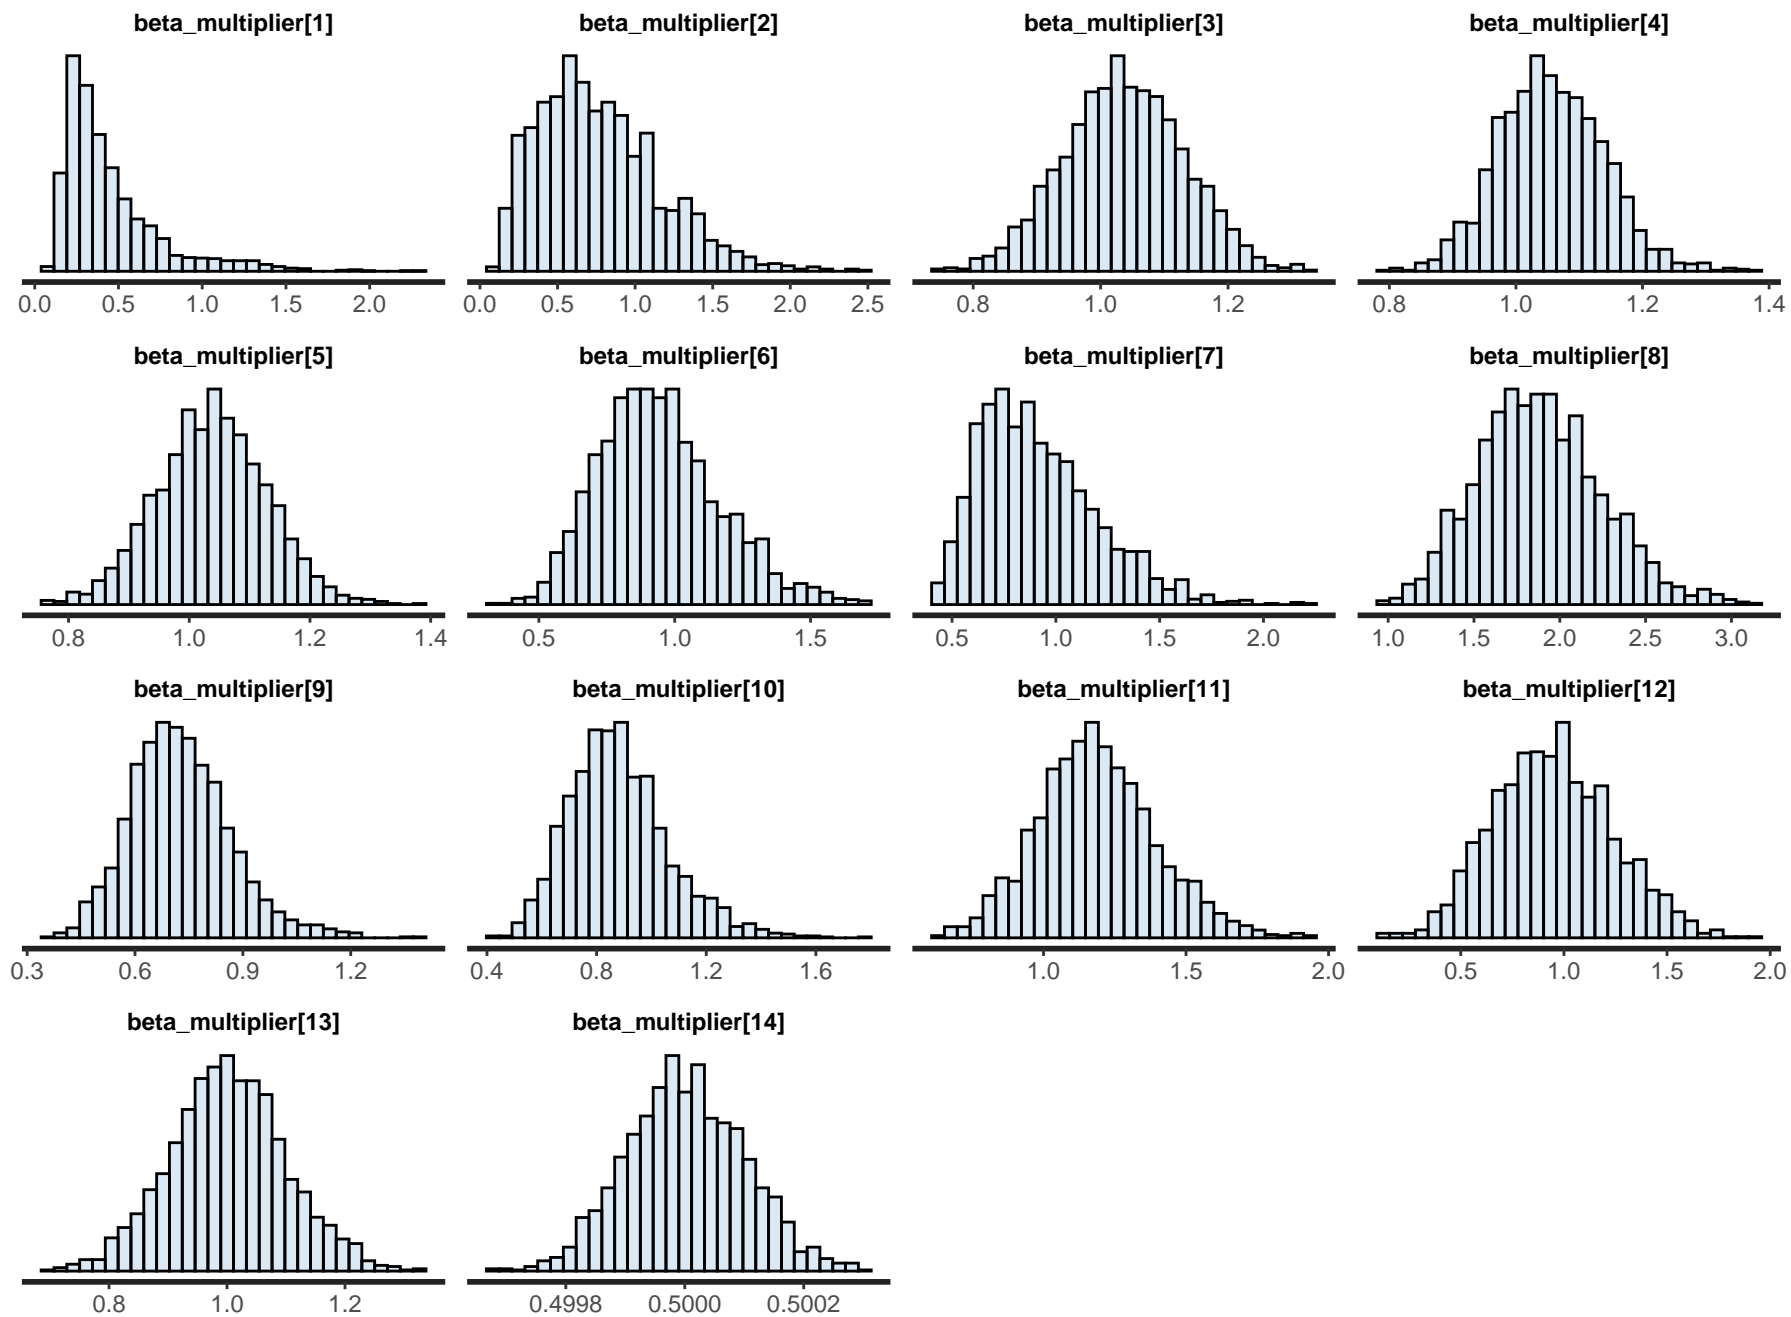 beta_multiplier[1] beta_multiplier[2] beta_multiplier[3] beta_multiplier[4]
0.0 0.5 1.0 1.5 2.0 0.0 0.5 1.0 1.5 2.0 2.5 0.8 1.0 1.2 0.8 1.0 1.2 1.4
beta_multiplier[5] beta_multiplier[6] beta_multiplier[7] beta_multiplier[8]
0.8 1.0 1.2 1.4 0.5 1.0 1.5 0.5 1.0 1.5 2.0 1.0 1.5 2.0 2.5 3.0
beta_multiplier[9] beta_multiplier[10] beta_multiplier[11] beta_multiplier[12]
0.3 0.6 0.9 1.2 0.4 0.8 1.2 1.6 1.0 1.5 2.0 0.5 1.0 1.5 2.0
beta_multiplier[13] beta_multiplier[14]
0.8 1.0 1.2 0.4998 0.5000 0.5002